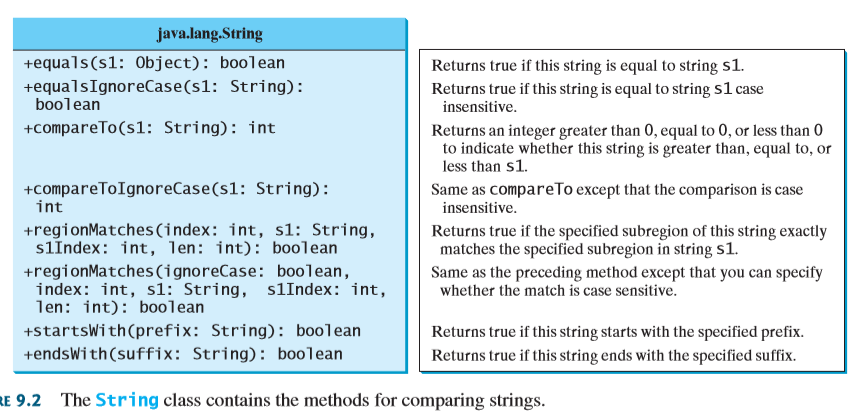 java.lang.String
+equals(s1: Object): boolean
Returns true if this string is equal to string s1.
+equalsIgnoreCase(s1: String):
boolean
Returns true if this string is equal to string s1 case
insensitive.
+compareTo(s1: String): int
Returns an integer greater than 0, equal to 0, or less than 0
to indicate whether this string is greater than, equal to, or
less than s1.
+compareToIgnoreCase(s1: String):
int
Same as compareTo except that the comparison is case
insensitive.
+regionMatches(index: int, s1: String,
s1Index: int, len: int): boolean
Returns true if the specified subregion of this string exactly
matches the specified subregion in string s1.
+regionMatches(ignoreCase: boolean,
index: int, s1: String, s1Index: int,
len: int): boolean
Same as the preceding method except that you can specify
whether the match is case sensitive.
+startsWith(prefix: String): boolean
Returns true if this string starts with the specified prefix.
+endsWith(suffix: String): boolean
Returns true if this string ends with the specified suffix.
RE 9.2 The String class contains the methods for comparing strings.